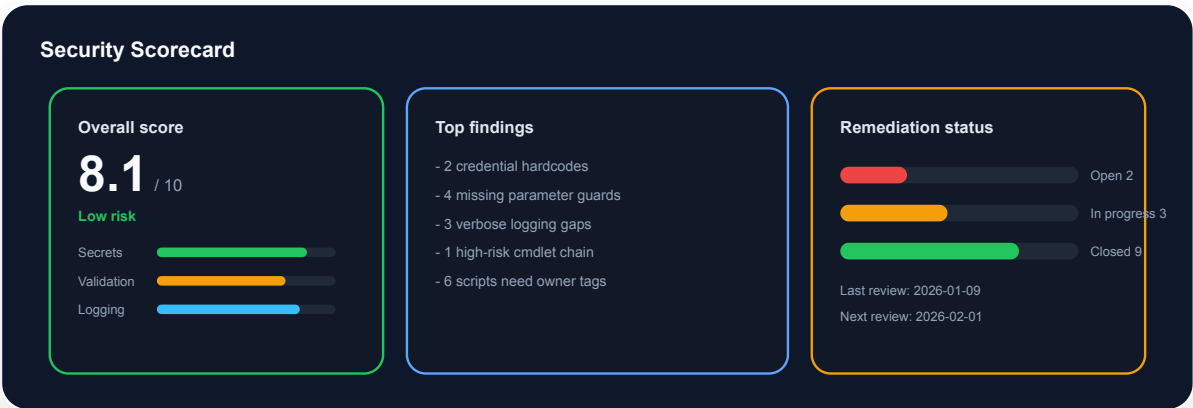 Security Scorecard
Overall score
8.1 / 10
Low risk
Secrets
Validation
Logging
Top findings
- 2 credential hardcodes
- 4 missing parameter guards
- 3 verbose logging gaps
- 1 high-risk cmdlet chain
- 6 scripts need owner tags
Remediation status
Open 2
In progress 3
Closed 9
Last review: 2026-01-09
Next review: 2026-02-01